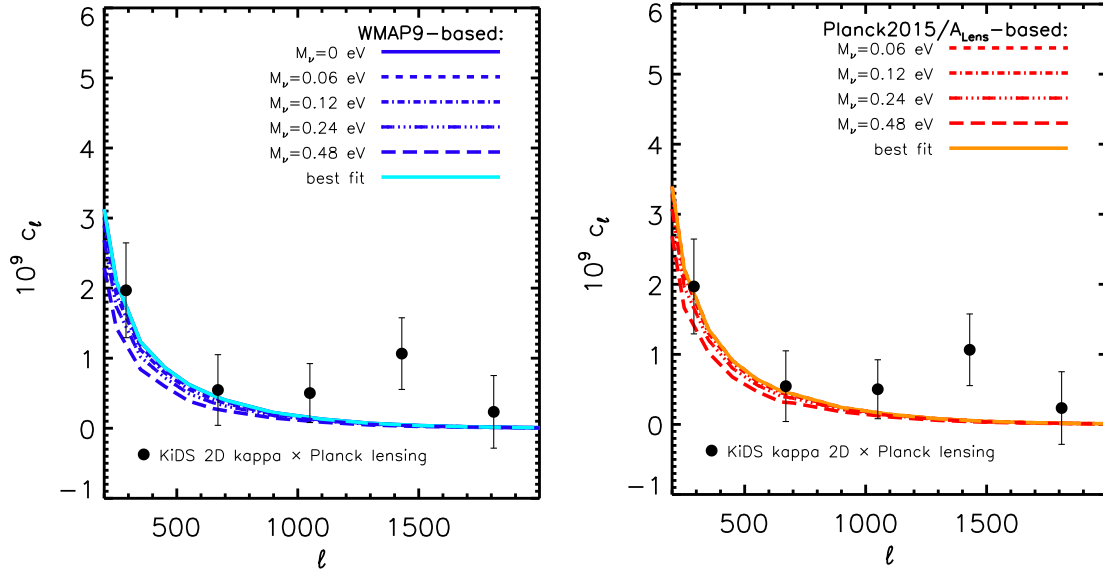 WMAP9-based:
Mν=0 eV
Mν=0.06 eV
Mν=0.12 eV
Mν=0.24 eV
Mν=0.48 eV
best fit
6
5
4
3
2
1
0
−1
10⁹ c_ℓ
KiDS 2D kappa × Planck lensing
500
1000
1500
ℓ
Planck2015/A_Lens-based:
Mν=0.06 eV
Mν=0.12 eV
Mν=0.24 eV
Mν=0.48 eV
best fit
6
5
4
3
2
1
0
−1
10⁹ c_ℓ
KiDS kappa 2D × Planck lensing
500
1000
1500
ℓ